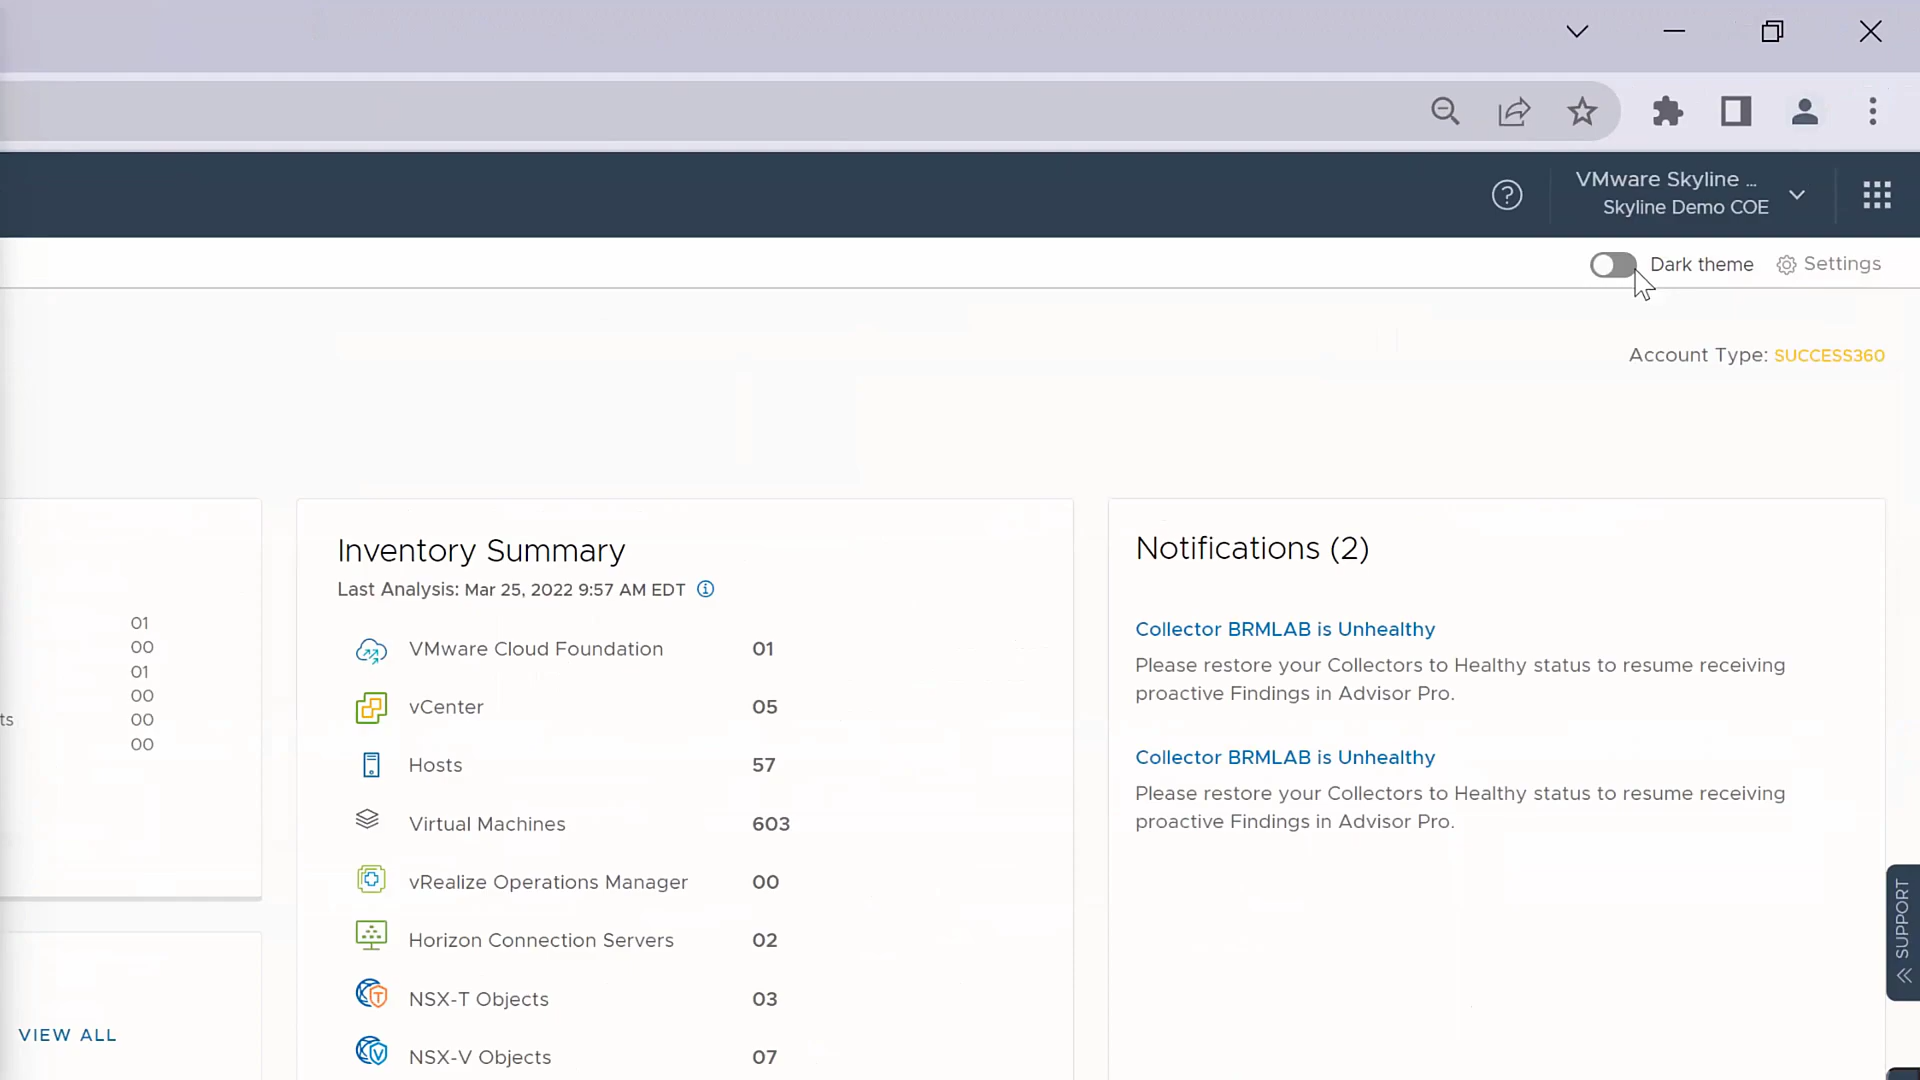 VMware Skyline ...
Skyline Demo COE
Dark theme
Settings
Account Type: SUCCESS360
01
00
01
00
ts 00
00
VIEW ALL
Inventory Summary
Last Analysis: Mar 25, 2022 9:57 AM EDT
VMware Cloud Foundation 01
vCenter 05
Hosts 57
Virtual Machines 603
vRealize Operations Manager 00
Horizon Connection Servers 02
NSX-T Objects 03
NSX-V Objects 07
Notifications (2)
Collector BRMLAB is Unhealthy
Please restore your Collectors to Healthy status to resume receiving
proactive Findings in Advisor Pro.
Collector BRMLAB is Unhealthy
Please restore your Collectors to Healthy status to resume receiving
proactive Findings in Advisor Pro.
SUPPORT